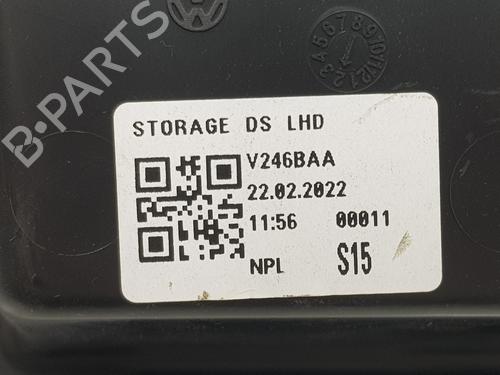 B-PARTS
STORAGE DS LHD
V246BAA
22.02.2022
11:56 00011
NPL S15